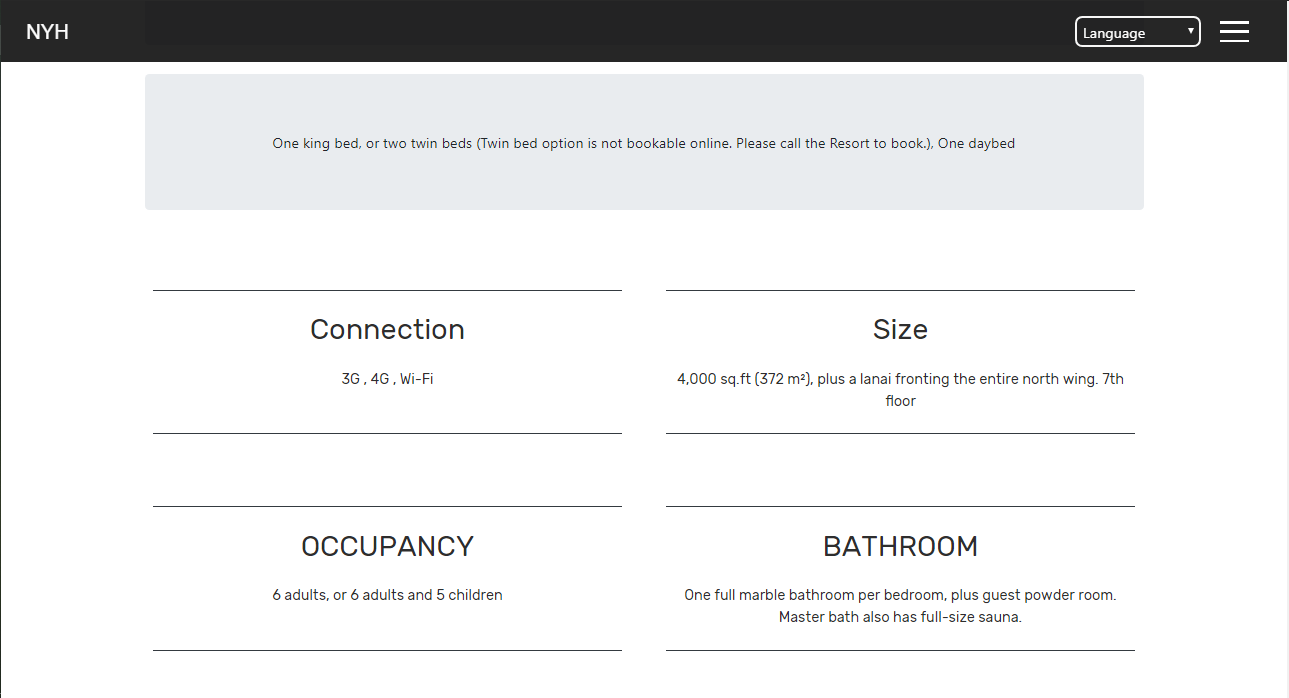 NYH
Language
One king bed, or two twin beds (Twin bed option is not bookable online. Please call the Resort to book.), One daybed
Connection
3G , 4G , Wi-Fi
Size
4,000 sq.ft (372 m²), plus a lanai fronting the entire north wing. 7th
floor
OCCUPANCY
6 adults, or 6 adults and 5 children
BATHROOM
One full marble bathroom per bedroom, plus guest powder room.
Master bath also has full-size sauna.